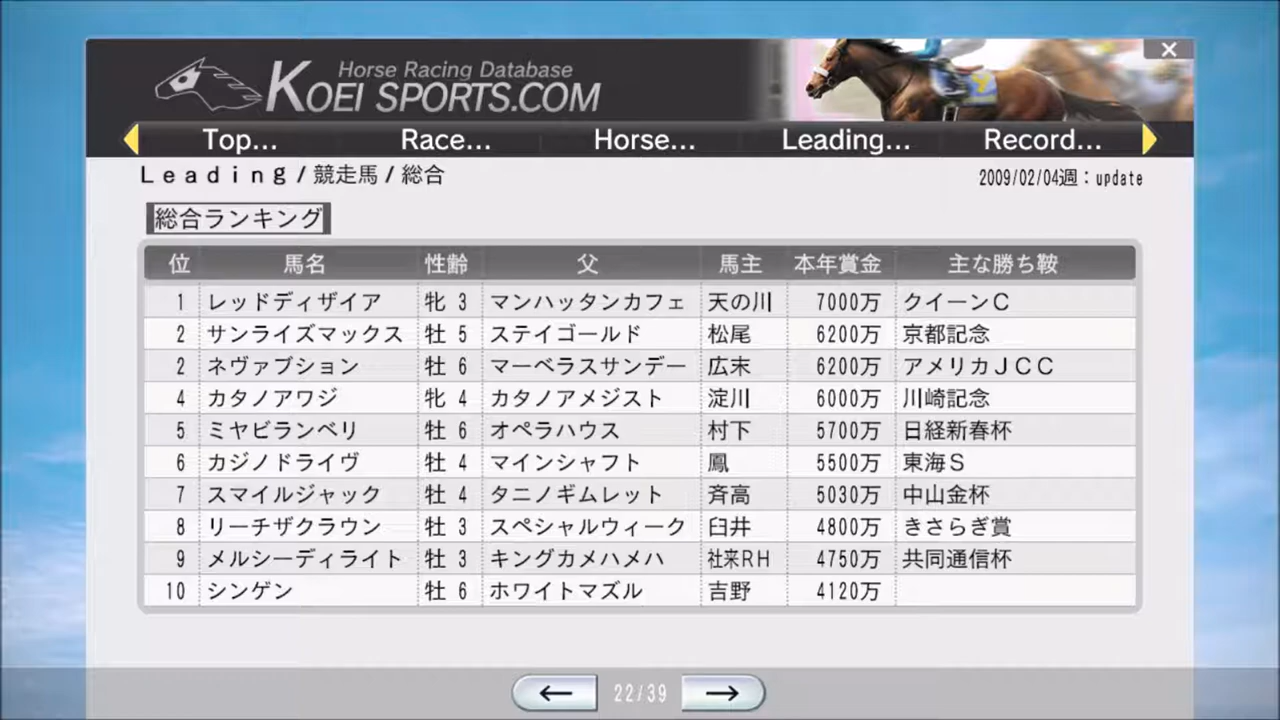 Horse Racing Database
KOEI SPORTS.COM
Top... Race... Horse... Leading... Record...
Leading/競走馬/総合 2009/02/04週：update
総合ランキング
位 馬名 性齢 父 馬主 本年賞金 主な勝ち鞍
1 レッドディザイア 牝 3 マンハッタンカフェ 天の川 7000万 クイーンC
2 サンライズマックス 牡 5 ステイゴールド 松尾 6200万 京都記念
2 ネヴァブション 牡 6 マーベラスサンデー 広末 6200万 アメリカJCC
4 カタノアワジ 牝 4 カタノアメジスト 淀川 6000万 川崎記念
5 ミヤビランベリ 牡 6 オペラハウス 村下 5700万 日経新春杯
6 カジノドライヴ 牡 4 マインシャフト 鳳 5500万 東海S
7 スマイルジャック 牡 4 タニノギムレット 斉高 5030万 中山金杯
8 リーチザクラウン 牡 3 スペシャルウィーク 臼井 4800万 きさらぎ賞
9 メルシーディライト 牡 3 キングカメハメハ 社来RH 4750万 共同通信杯
10 シンゲン 牡 6 ホワイトマズル 吉野 4120万
← 22/39 →